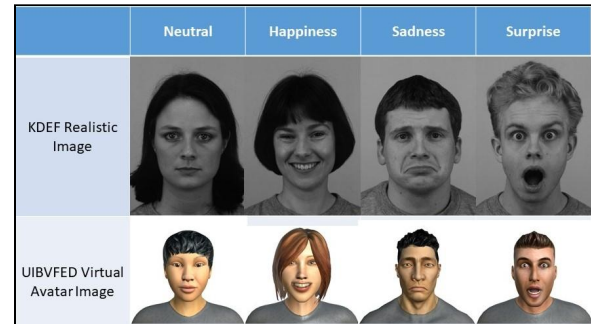 Neutral Happiness Sadness Surprise
KDEF Realistic
Image
UIBVFED Virtual
Avatar Image